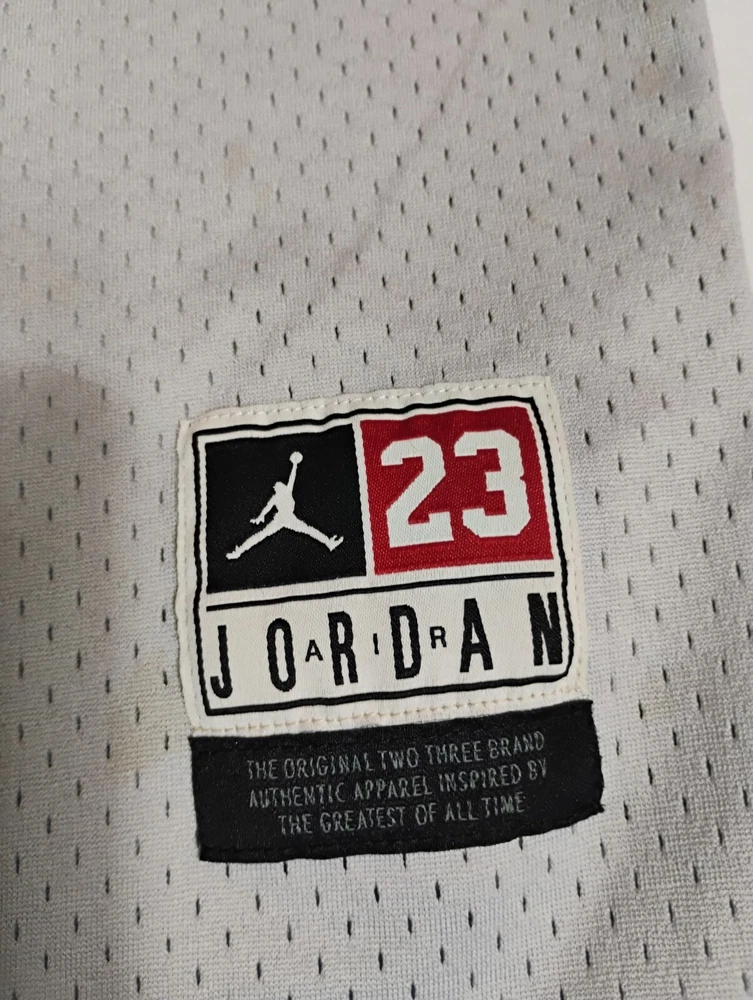 23
JORDAN
AIR
THE ORIGINAL TWO THREE BRAND
AUTHENTIC APPAREL INSPIRED BY
THE GREATEST OF ALL TIME